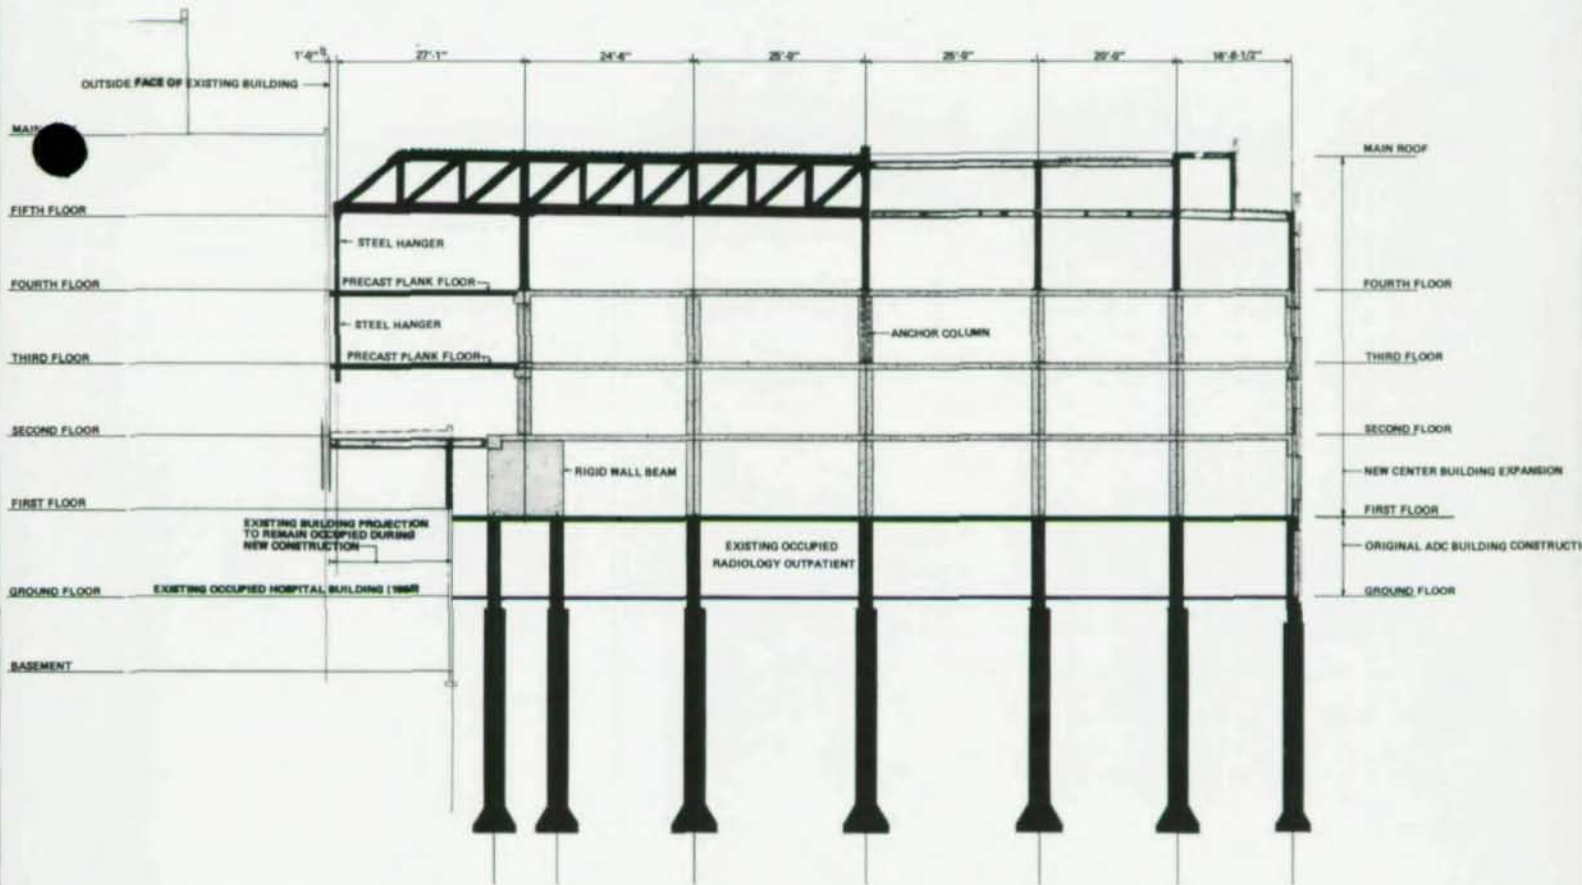 1'-0" 27'-1" 24'-6" 25'-0" 25'-0" 20'-0" 16'-8-1/2"
OUTSIDE FACE OF EXISTING BUILDING
MAIN
MAIN ROOF
FIFTH FLOOR
STEEL HANGER
FOURTH FLOOR
PRECAST PLANK FLOOR
FOURTH FLOOR
STEEL HANGER
ANCHOR COLUMN
THIRD FLOOR
PRECAST PLANK FLOOR
THIRD FLOOR
SECOND FLOOR
SECOND FLOOR
RIGID WALL BEAM
NEW CENTER BUILDING EXPANSION
FIRST FLOOR
FIRST FLOOR
EXISTING BUILDING PROJECTION
TO REMAIN OCCUPIED DURING
NEW CONSTRUCTION
EXISTING OCCUPIED
RADIOLOGY OUTPATIENT
ORIGINAL ADC BUILDING CONSTRUCTI
GROUND FLOOR
EXISTING OCCUPIED HOSPITAL BUILDING
GROUND FLOOR
BASEMENT